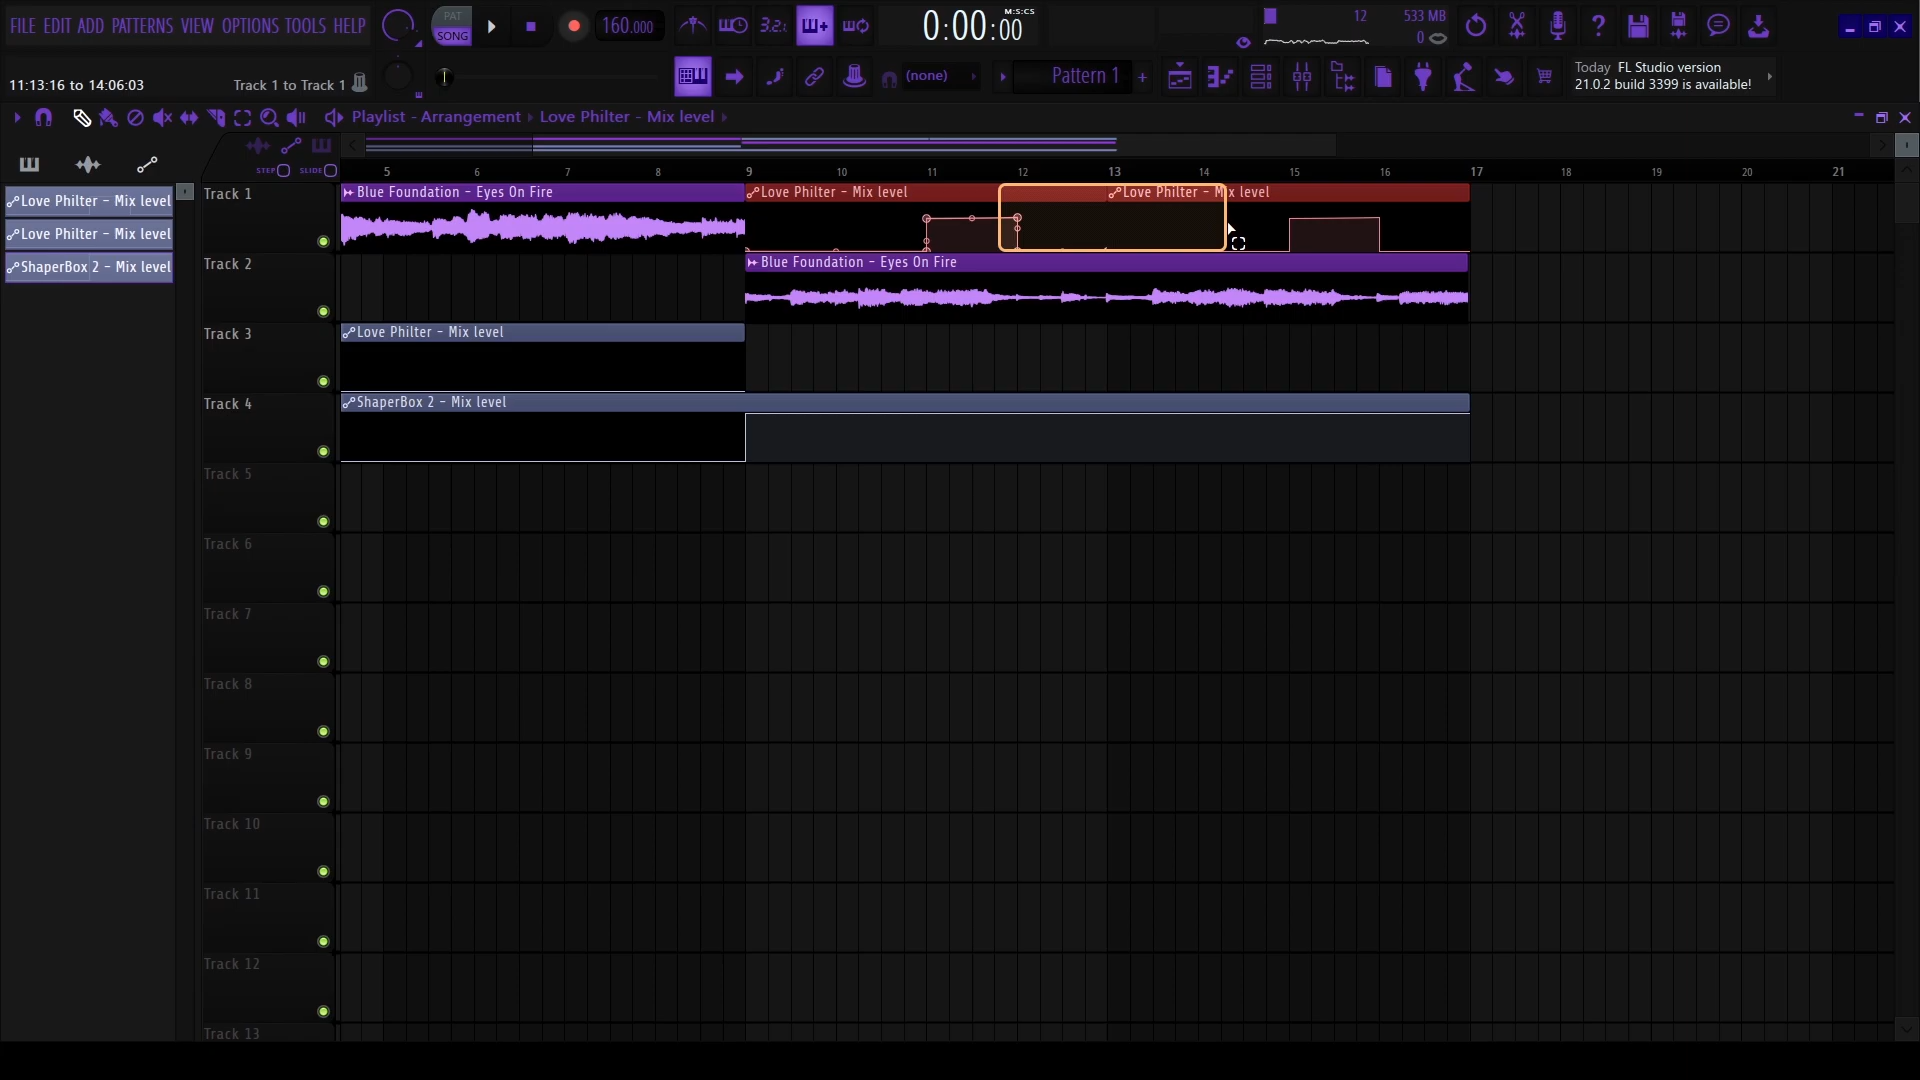 FILE EDIT ADD PATTERNS VIEW OPTIONS TOOLS HELP
PAT
SONG
160.000
3.2.
0:00:00
M:S:CS
12
533 MB
0
11:13:16 to 14:06:03
Track 1 to Track 1
(none)
Pattern 1
+
Today FL Studio version
21.0.2 build 3399 is available!
Playlist - Arrangement › Love Philter - Mix level ›
STEP
SLIDE
5 6 7 8 9 10 11 12 13 14 15 16 17 18 19 20 21
Love Philter - Mix level
Love Philter - Mix level
ShaperBox 2 - Mix level
Track 1
Blue Foundation - Eyes On Fire
Love Philter - Mix level
Love Philter - Mix level
Track 2
Blue Foundation - Eyes On Fire
Track 3
Love Philter - Mix level
Track 4
ShaperBox 2 - Mix level
Track 5
Track 6
Track 7
Track 8
Track 9
Track 10
Track 11
Track 12
Track 13